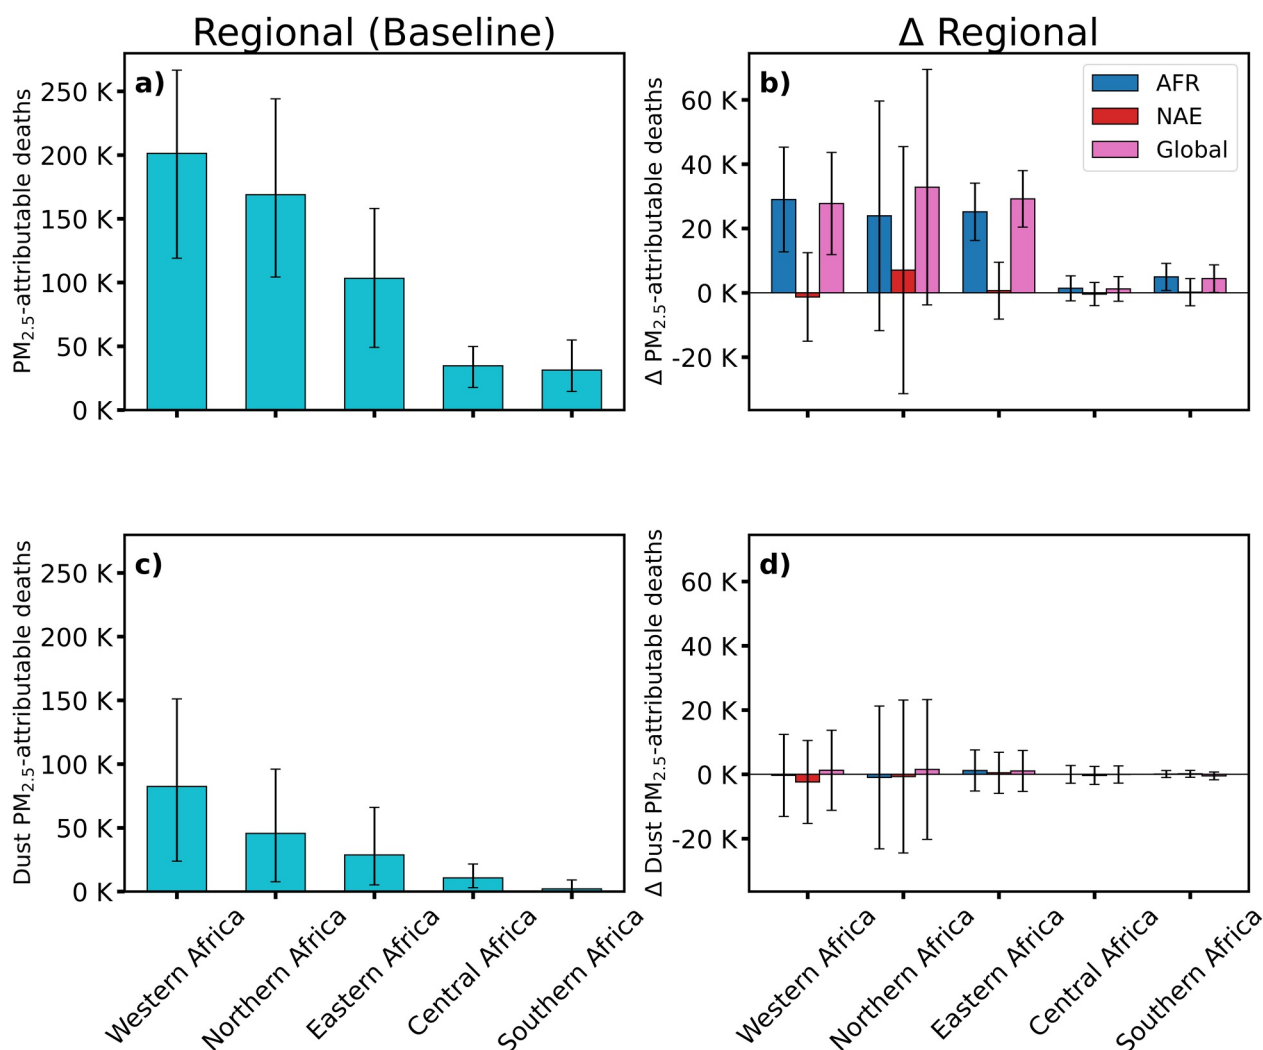 Regional (Baseline)
Δ Regional
a)
PM2.5-attributable deaths
250 K
200 K
150 K
100 K
50 K
0 K
b)
Δ PM2.5-attributable deaths
60 K
40 K
20 K
0 K
-20 K
AFR
NAE
Global
c)
Dust PM2.5-attributable deaths
250 K
200 K
150 K
100 K
50 K
0 K
Western Africa
Northern Africa
Eastern Africa
Central Africa
Southern Africa
d)
Δ Dust PM2.5-attributable deaths
60 K
40 K
20 K
0 K
-20 K
Western Africa
Northern Africa
Eastern Africa
Central Africa
Southern Africa